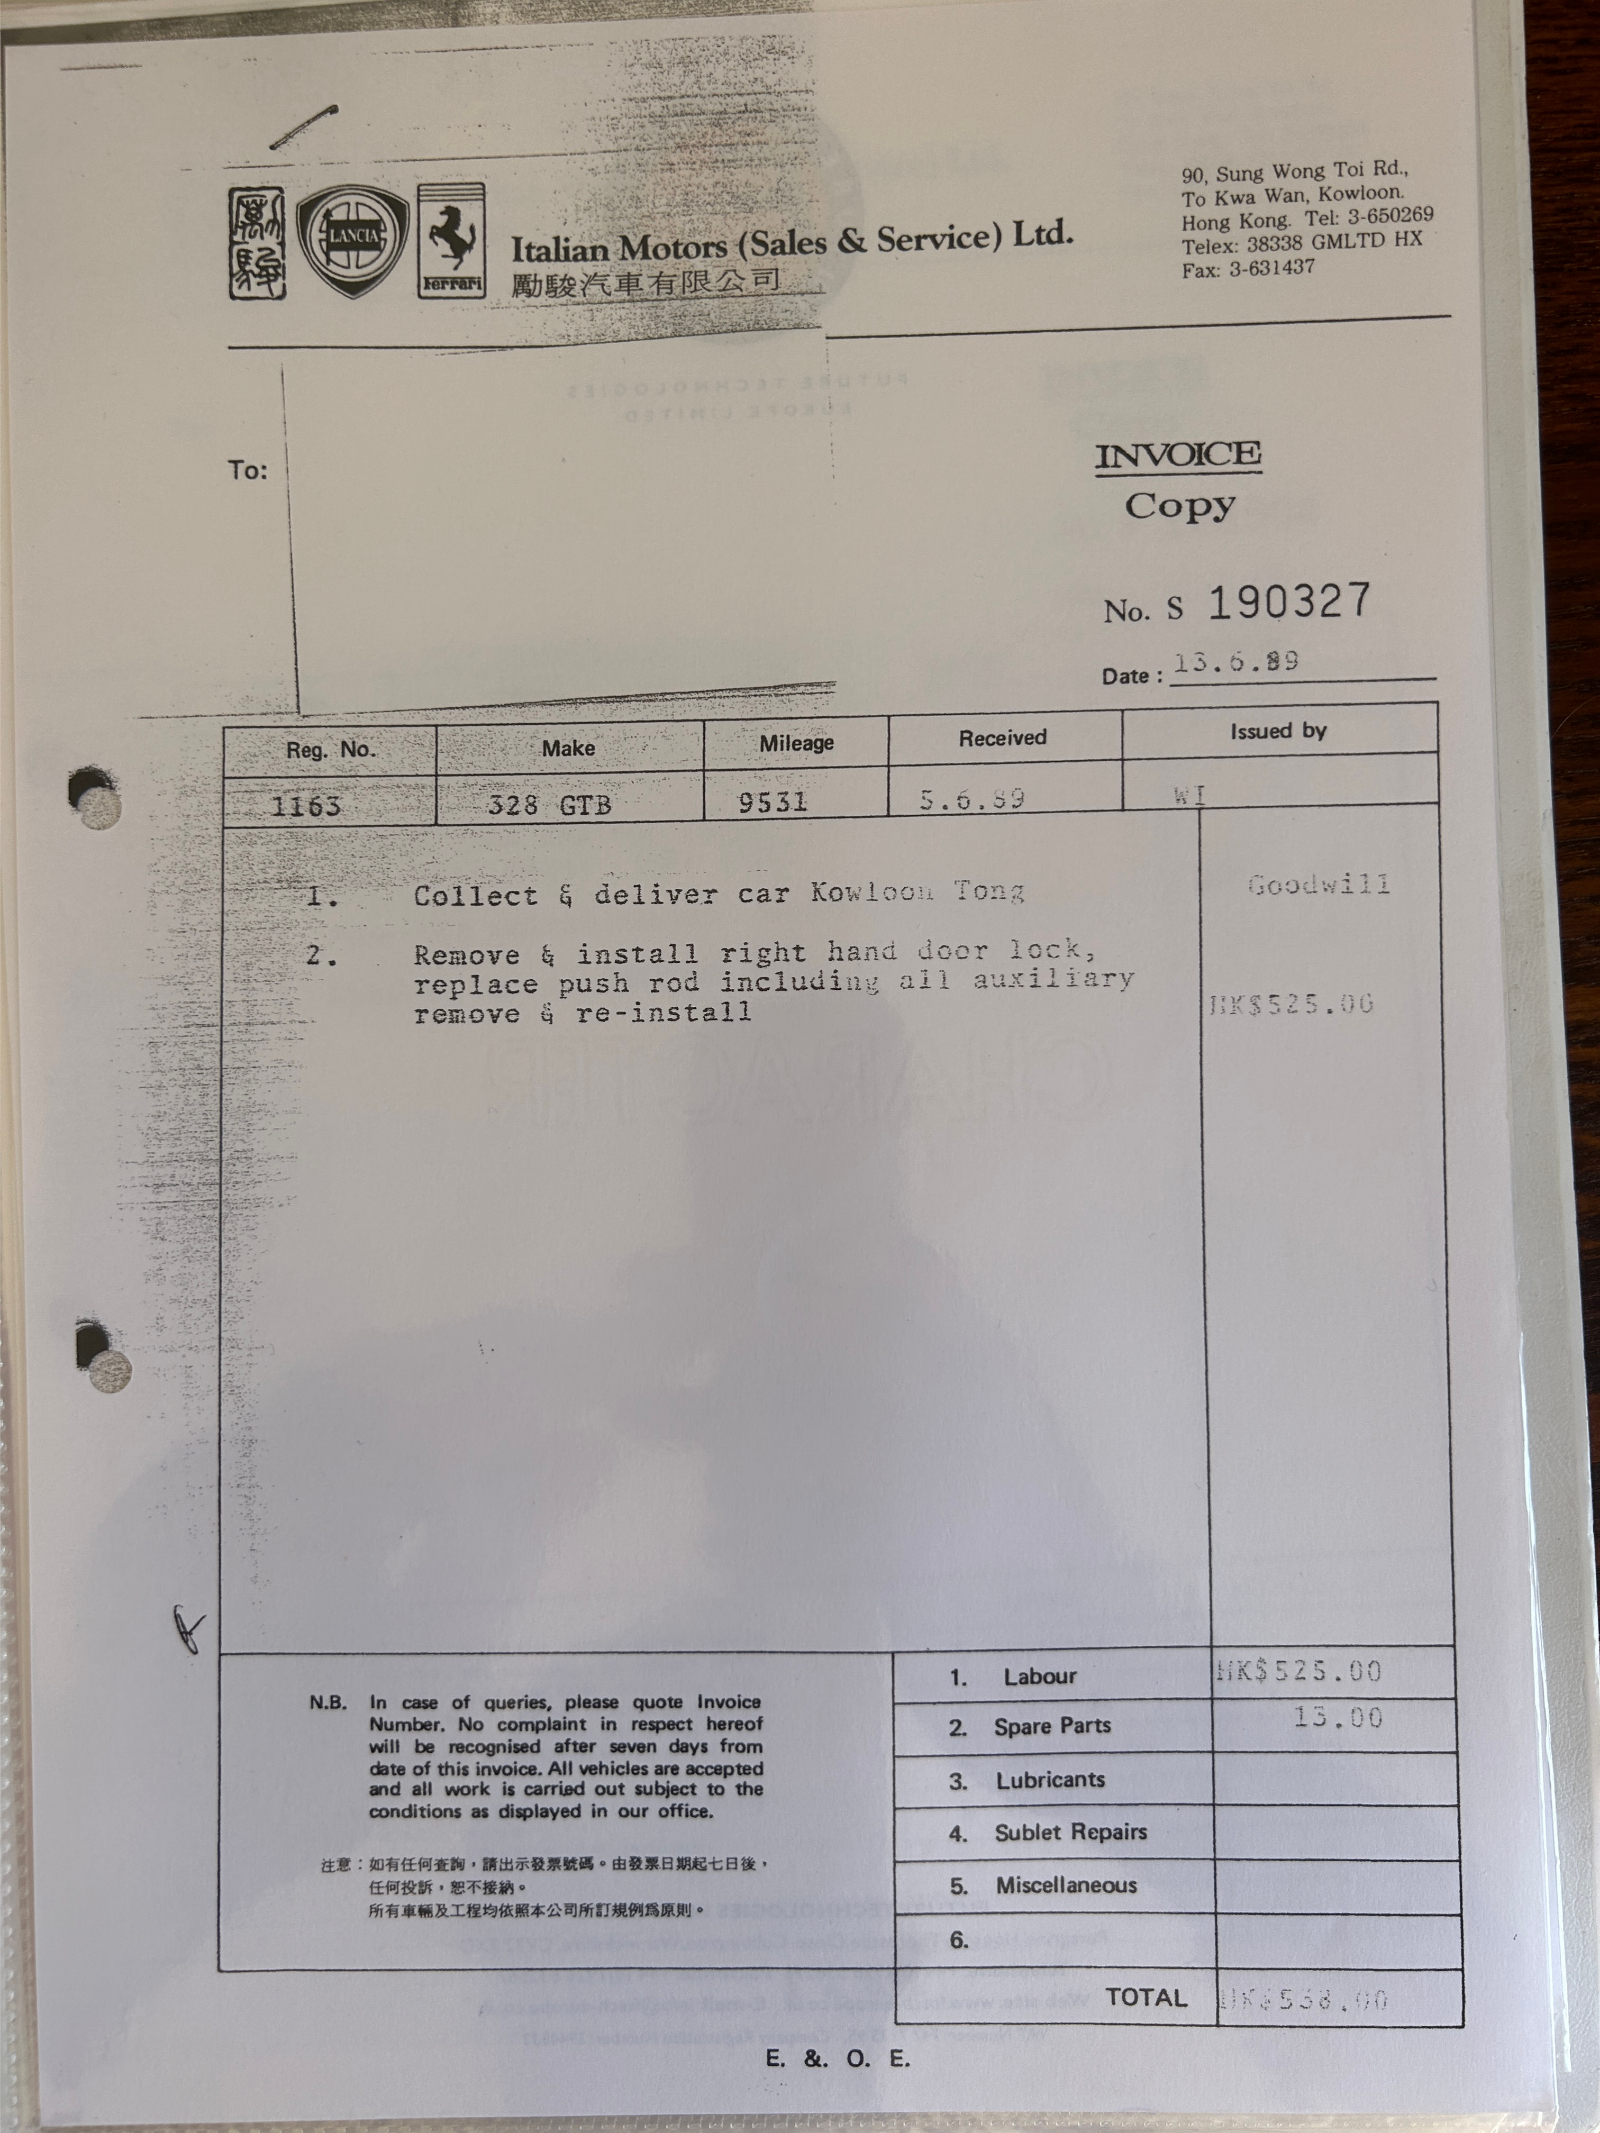 LANCIA
Ferrari
Italian Motors (Sales & Service) Ltd.
勵駿汽車有限公司
90, Sung Wong Toi Rd.,
To Kwa Wan, Kowloon.
Hong Kong. Tel: 3-650269
Telex: 38338 GMLTD HX
Fax: 3-631437
FUTURE TECHNOLOGIES
EUROPE LIMITED
To:
INVOICE
Copy
No. S 190327
Date : 13.6.89
Reg. No. Make Mileage Received Issued by
1163 328 GTB 9531 5.6.89 WI
1. Collect & deliver car Kowloon Tong Goodwill
2. Remove & install right hand door lock,
replace push rod including all auxiliary
remove & re-install HK$525.00
N.B. In case of queries, please quote Invoice
Number. No complaint in respect hereof
will be recognised after seven days from
date of this invoice. All vehicles are accepted
and all work is carried out subject to the
conditions as displayed in our office.
注意：如有任何查詢，請出示發票號碼。由發票日期起七日後，
任何投訴，恕不接納。
所有車輛及工程均依照本公司所訂規例爲原則。
1. Labour HK$525.00
2. Spare Parts 13.00
3. Lubricants
4. Sublet Repairs
5. Miscellaneous
6.
TOTAL HK$538.00
E. &. O. E.